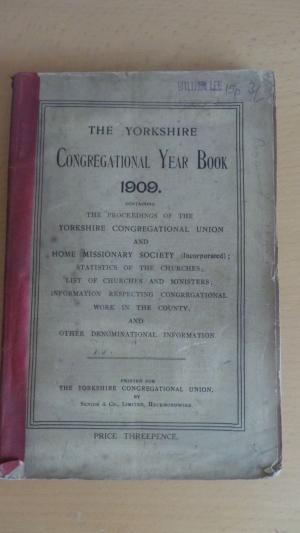 WILLIAM LEE
THE YORKSHIRE
CONGREGATIONAL YEAR BOOK
1909.
CONTAINING
THE PROCEEDINGS OF THE
YORKSHIRE CONGREGATIONAL UNION
AND
HOME MISSIONARY SOCIETY (Incorporated);
STATISTICS OF THE CHURCHES;
LIST OF CHURCHES AND MINISTERS;
INFORMATION RESPECTING CONGREGATIONAL
WORK IN THE COUNTY,
AND
OTHER DENOMINATIONAL INFORMATION
PRINTED FOR
THE YORKSHIRE CONGREGATIONAL UNION,
BY
SENIOR & CO., LIMITED, HECKMONDWIKE.
PRICE THREEPENCE.